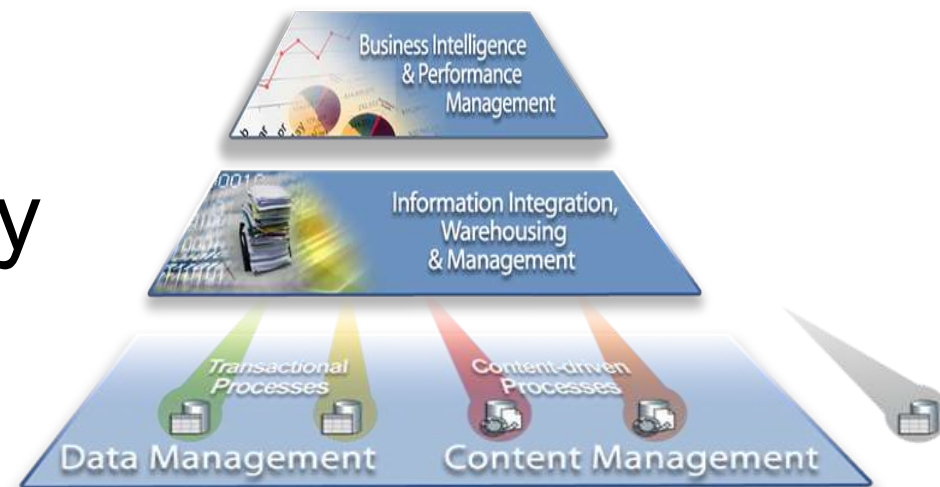 Business Intelligence
& Performance
Management
y
Information Integration,
Warehousing
& Management
Transactional
Processes
Content-driven
Processes
Data Management
Content Management